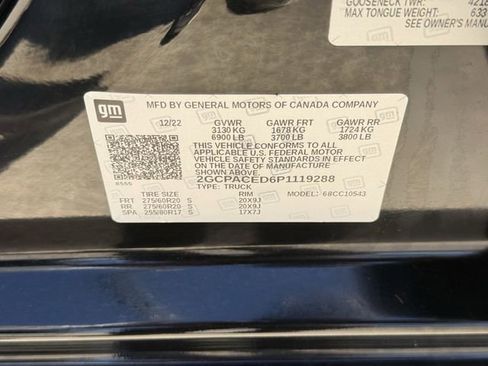 GOOSENECK TWR: 4218
MAX TONGUE WEIGHT: 633
SEE OWNER'S MANUA
gm
MFD BY GENERAL MOTORS OF CANADA COMPANY
12/22 GVWR GAWR FRT GAWR RR
3130 KG 1678 KG 1724 KG
6900 LB 3700 LB 3800 LB
THIS VEHICLE CONFORMS TO ALL APPLICABLE
U.S. FEDERAL MOTOR
VEHICLE SAFETY STANDARDS IN EFFECT ON
THE DATE OF MANUFACTURE
SHOWN ABOVE.
2GCPACED6P1119288
TYPE: TRUCK MODEL: 6BCC10543
TIRE SIZE RIM
FRT 275/60R20 S 20X9J
RR 275/60R20 S 20X9J
SPA 255/80R17 S 17X7J